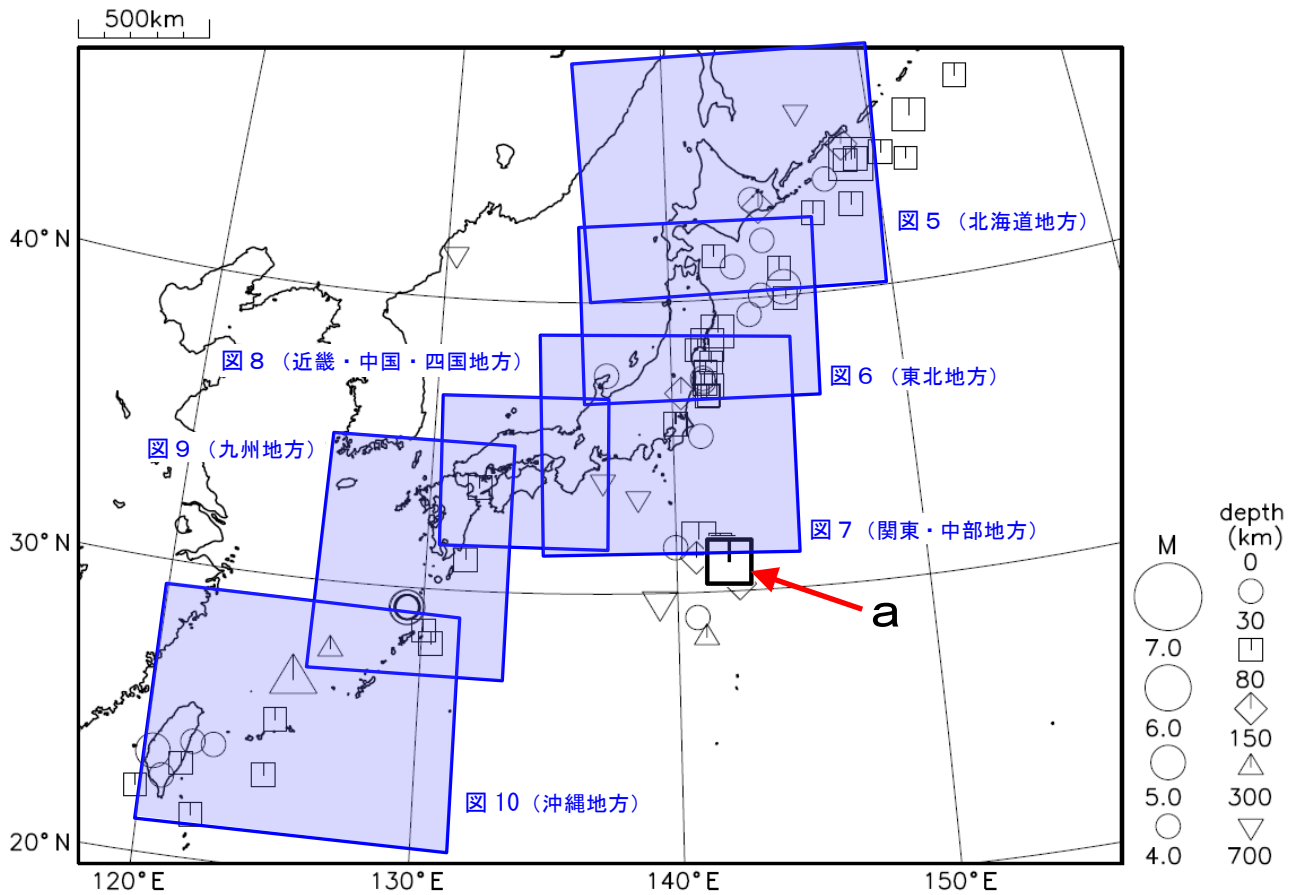 500km
40°N
30°N
20°N
120°E
130°E
140°E
150°E
図5(北海道地方)
図6(東北地方)
図7(関東・中部地方)
図8(近畿・中国・四国地方)
図9(九州地方)
図10(沖縄地方)
a
M
7.0
6.0
5.0
4.0
depth
(km)
0
30
80
150
300
700